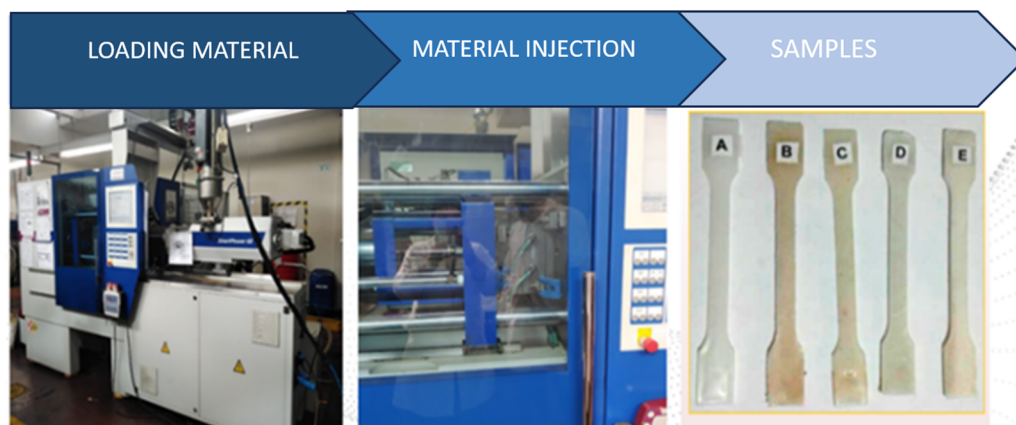 LOADING MATERIAL
MATERIAL INJECTION
SAMPLES
A
B
C
D
E